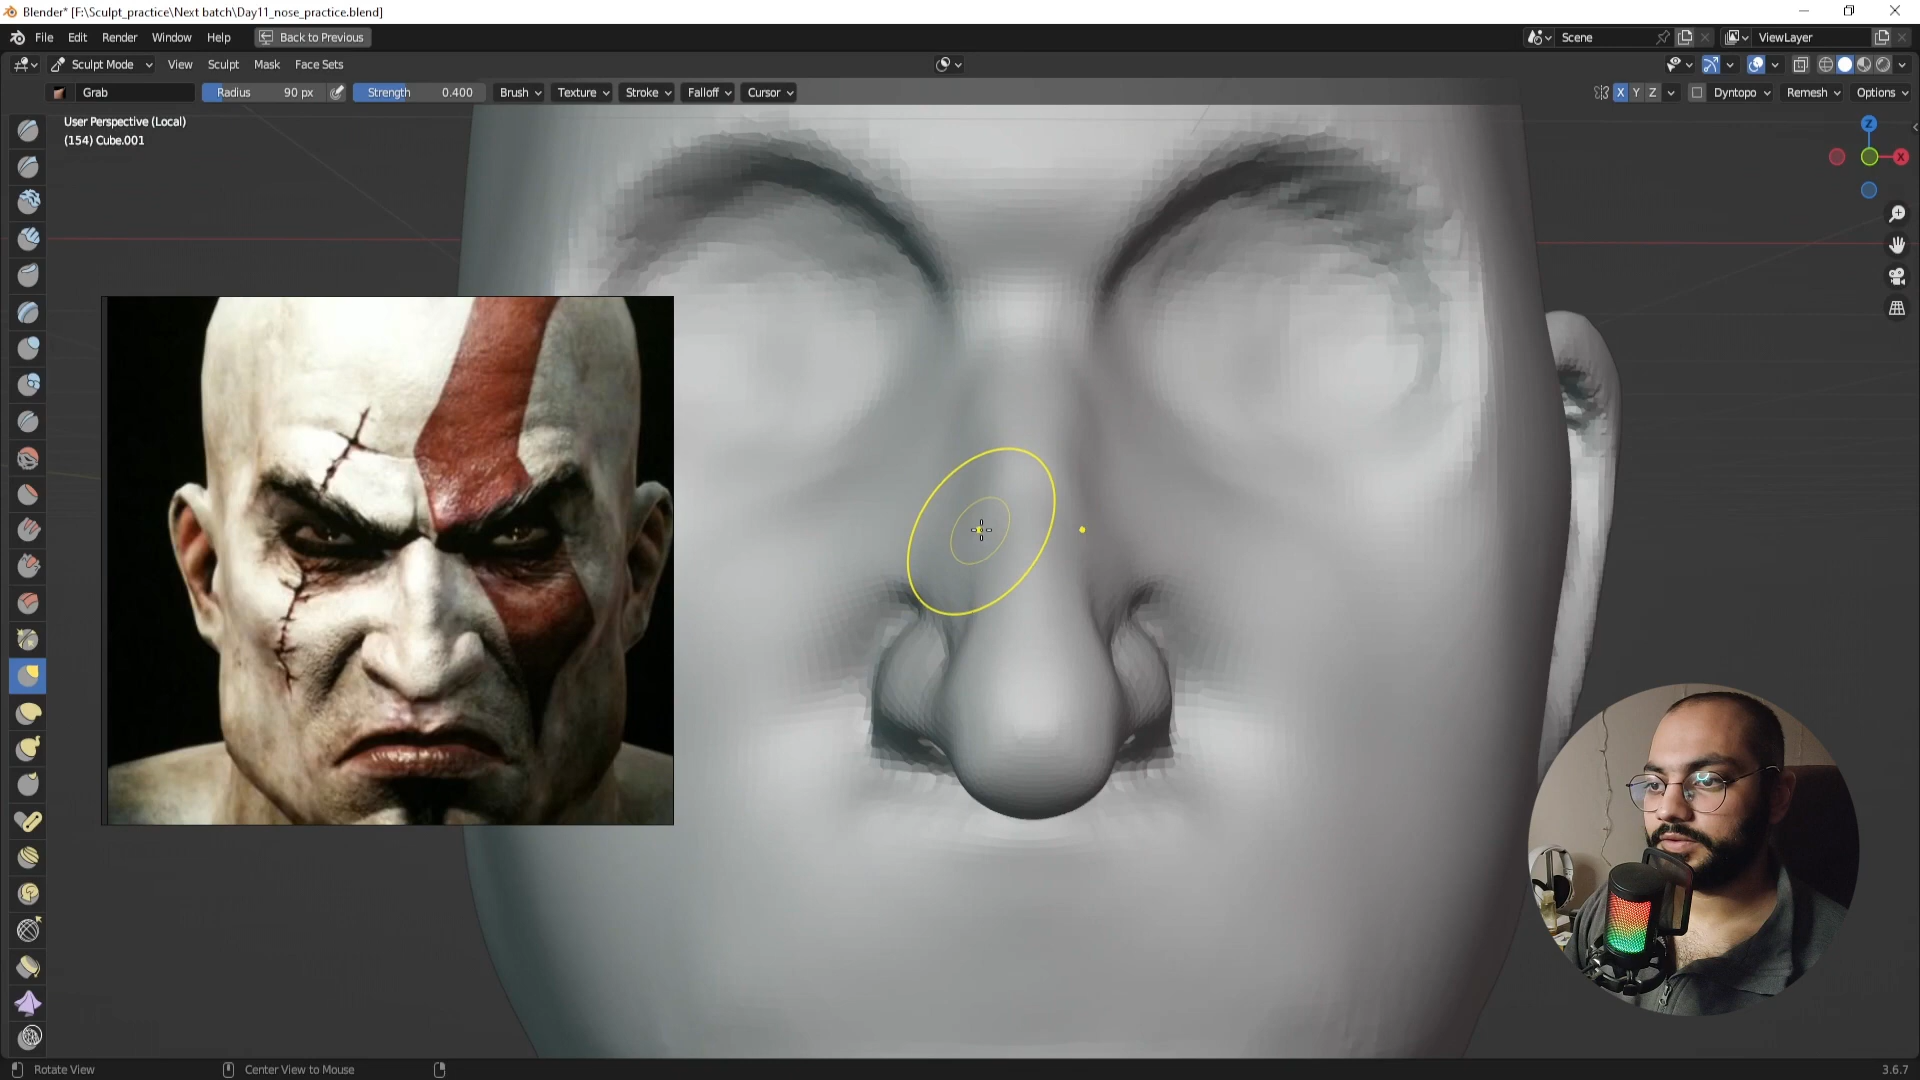 Blender* [F:\Sculpt_practice\Next batch\Day11_nose_practice.blend]
File Edit Render Window Help Back to Previous Scene ViewLayer
Sculpt Mode View Sculpt Mask Face Sets
Grab Radius 90 px Strength 0.400 Brush Texture Stroke Falloff Cursor X Y Z Dyntopo Remesh Options
User Perspective (Local)
(154) Cube.001
Z
X
Rotate View Center View to Mouse 3.6.7